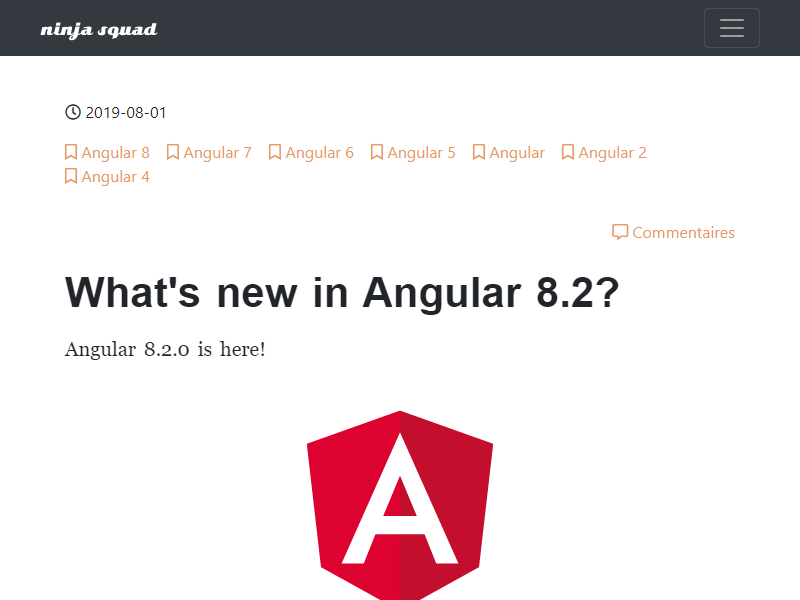 ninja squad
2019-08-01
Angular 8 Angular 7 Angular 6 Angular 5 Angular Angular 2
Angular 4
Commentaires
What's new in Angular 8.2?
Angular 8.2.0 is here!
A